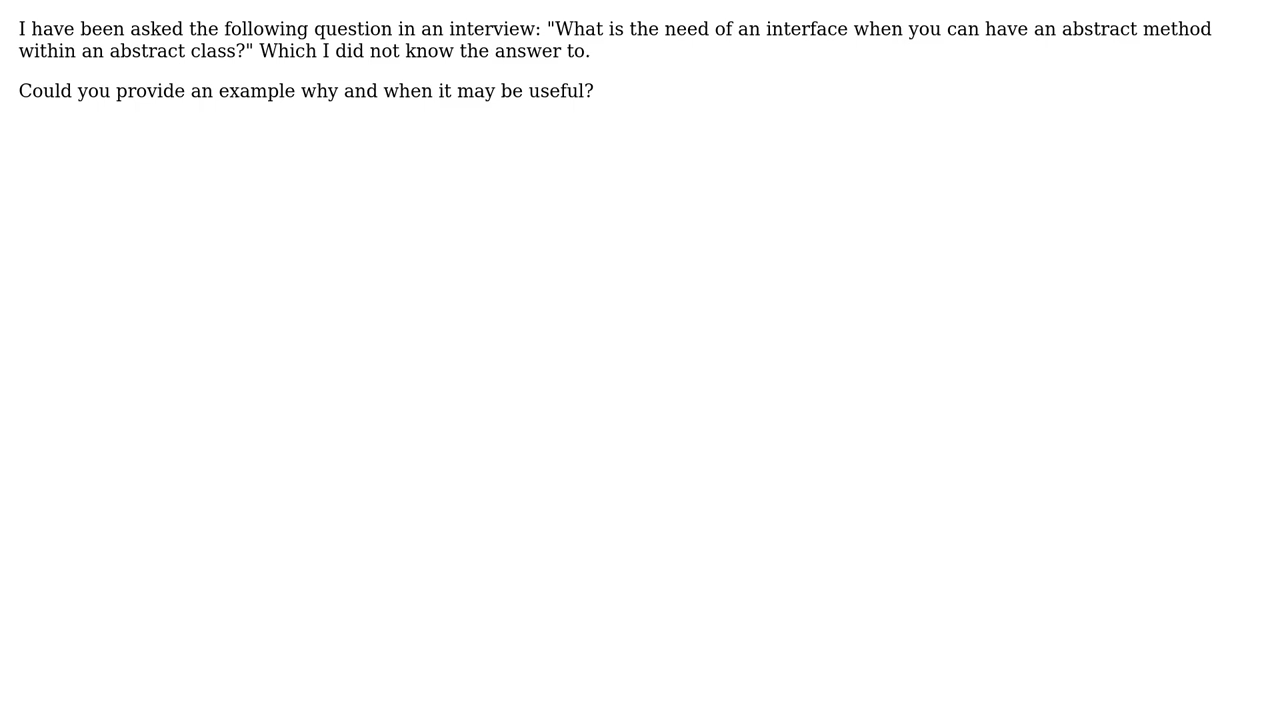 I have been asked the following question in an interview: "What is the need of an interface when you can have an abstract method
within an abstract class?" Which I did not know the answer to.
Could you provide an example why and when it may be useful?